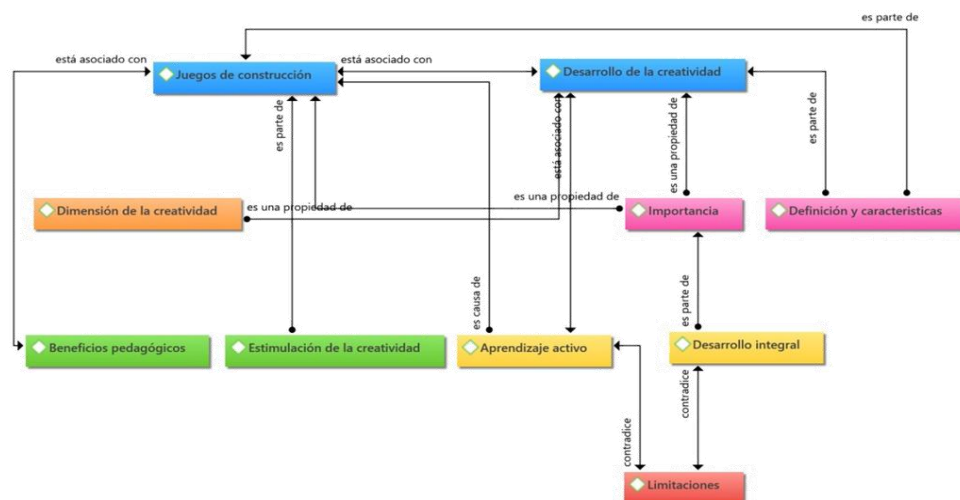 es parte de
está asociado con
está asociado con
Juegos de construcción
Desarrollo de la creatividad
es parte de
está asociado con
es una propiedad de
es parte de
Dimensión de la creatividad
es una propiedad de
es una propiedad de
Importancia
Definición y caracteristicas
es causa de
es parte de
Beneficios pedagógicos
Estimulación de la creatividad
Aprendizaje activo
Desarrollo integral
contradice
contradice
Limitaciones